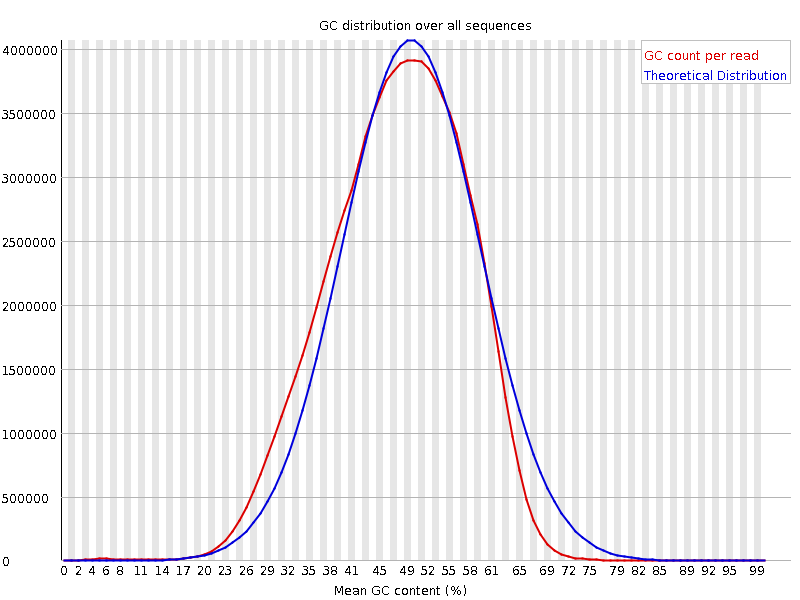 GC distribution over all sequences
GC count per read
Theoretical Distribution
4000000
3500000
3000000
2500000
2000000
1500000
1000000
500000
0
0 2 4 6 8 11 14 17 20 23 26 29 32 35 38 41 45 49 52 55 58 61 65 69 72 75 79 82 85 89 92 95 99
Mean GC content (%)